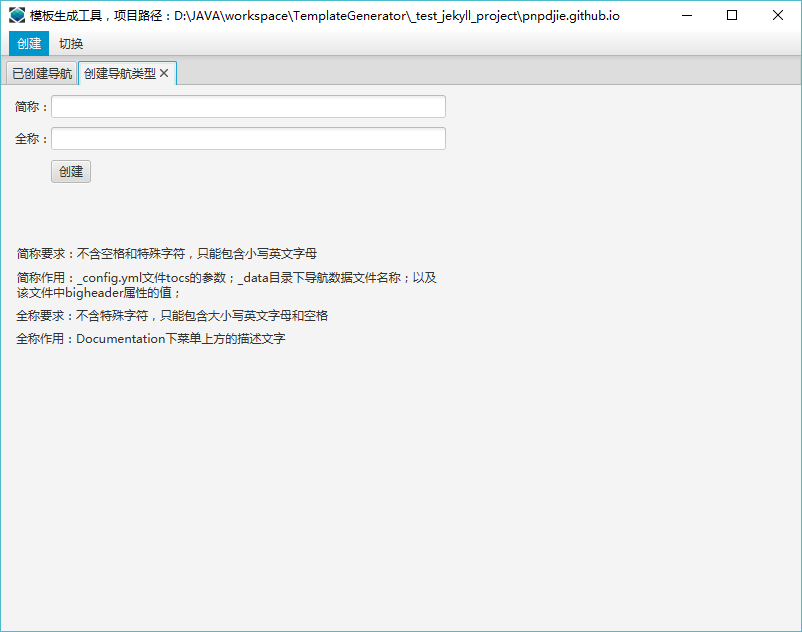 模板生成工具，项目路径：D:\JAVA\workspace\TemplateGenerator\_test_jekyll_project\pnpdjie.github.io
创建 切换
已创建导航 创建导航类型
简称：
全称：
创建
简称要求：不含空格和特殊字符，只能包含小写英文字母
简称作用：_config.yml文件tocs的参数；_data目录下导航数据文件名称；以及
该文件中bigheader属性的值；
全称要求：不含特殊字符，只能包含大小写英文字母和空格
全称作用：Documentation下菜单上方的描述文字